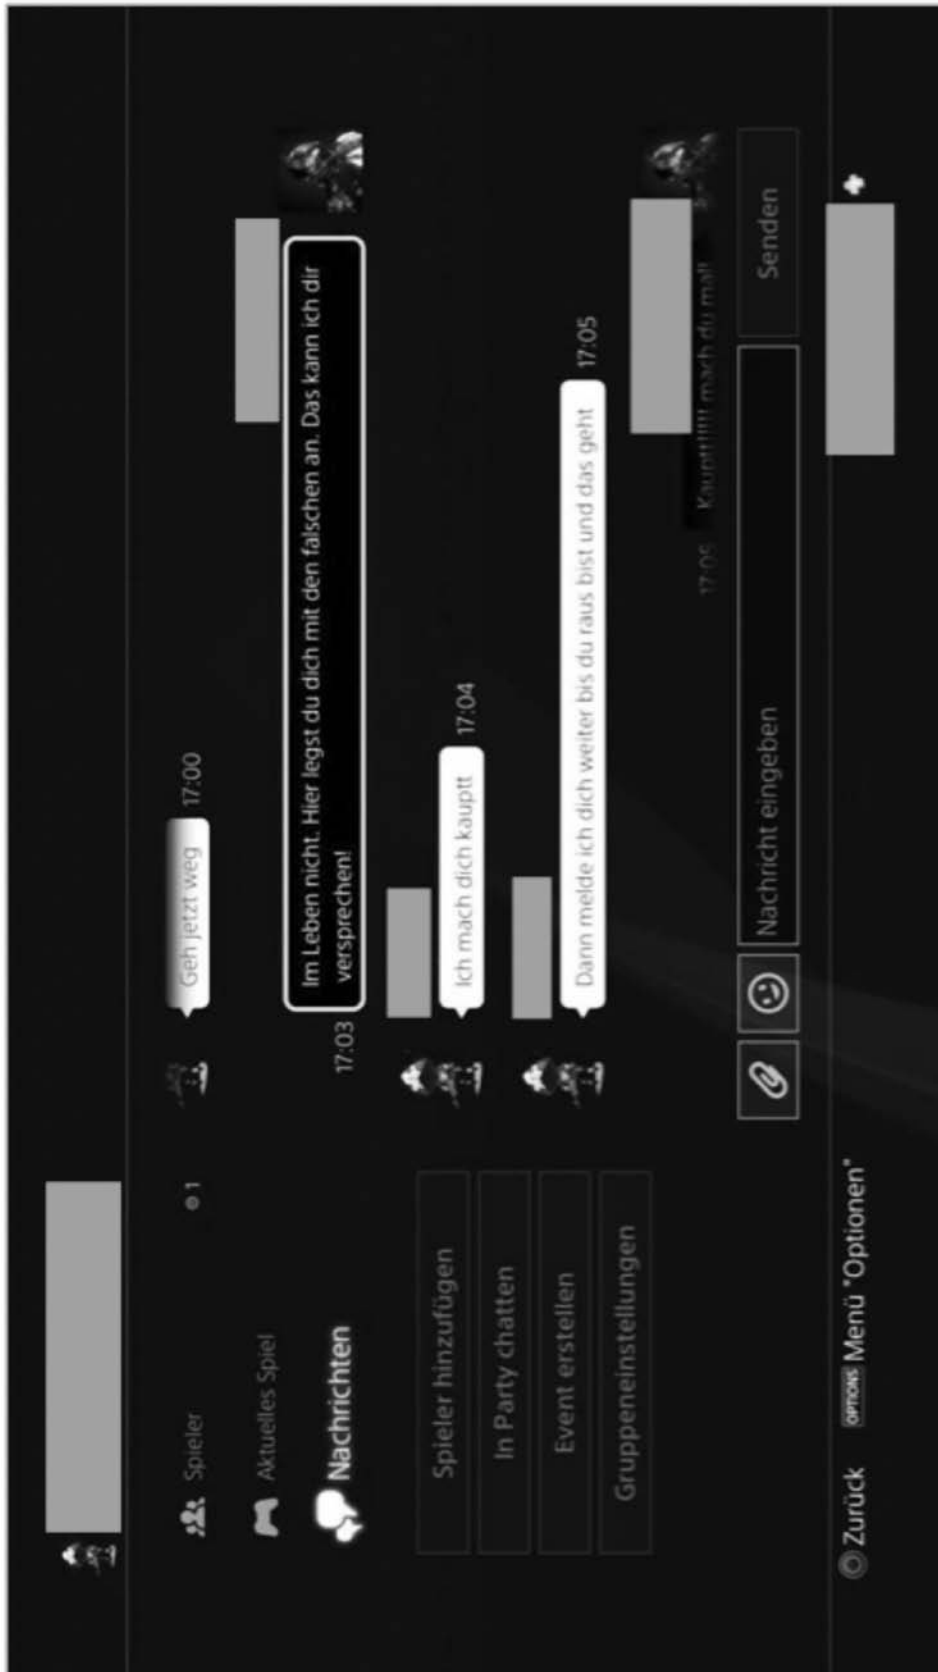 Spieler
1
Aktuelles Spiel
Nachrichten
Spieler hinzufügen
In Party chatten
Event erstellen
Gruppeneinstellungen
Geh jetzt weg
17:00
Im Leben nicht. Hier legst du dich mit den falschen an. Das kann ich dir
versprechen!
17:03
Ich mach dich kauptt
17:04
Dann melde ich dich weiter bis du raus bist und das geht
17:05
17:05
mach du mal!
Nachricht eingeben
Senden
Zurück
OPTIONS Menü "Optionen"